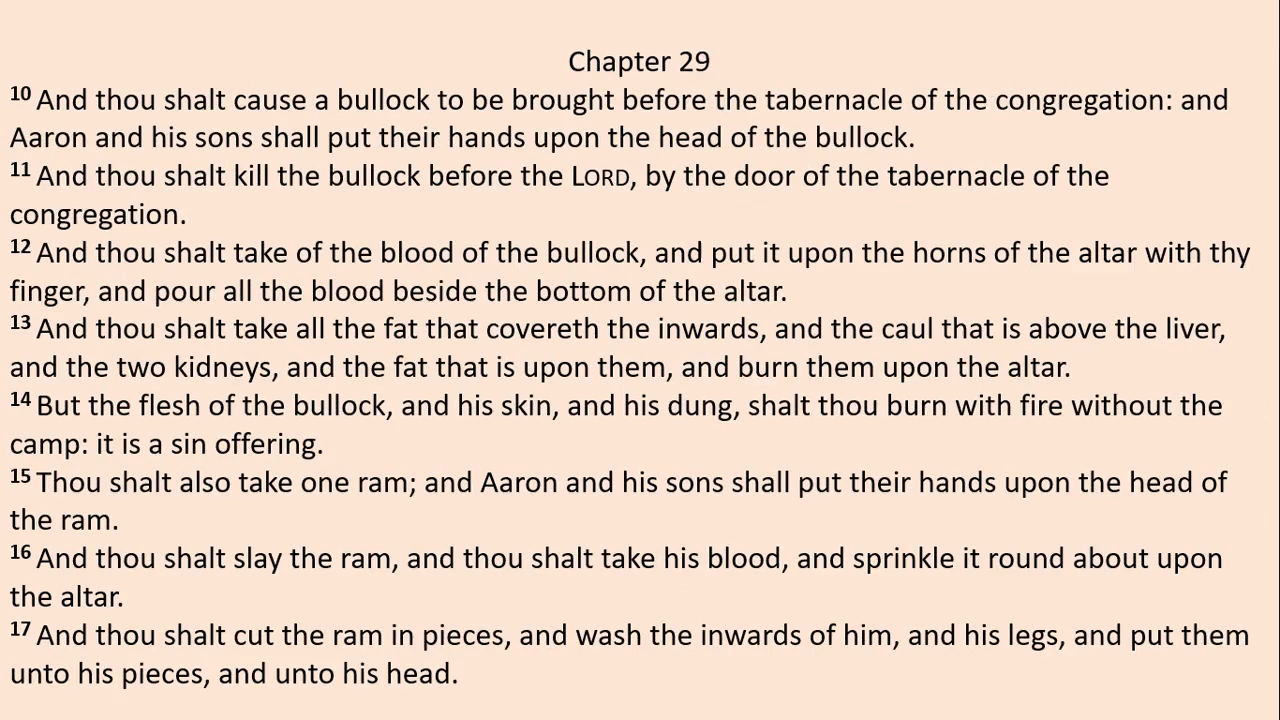 Chapter 29
10 And thou shalt cause a bullock to be brought before the tabernacle of the congregation: and
Aaron and his sons shall put their hands upon the head of the bullock.
11 And thou shalt kill the bullock before the LORD, by the door of the tabernacle of the
congregation.
12 And thou shalt take of the blood of the bullock, and put it upon the horns of the altar with thy
finger, and pour all the blood beside the bottom of the altar.
13 And thou shalt take all the fat that covereth the inwards, and the caul that is above the liver,
and the two kidneys, and the fat that is upon them, and burn them upon the altar.
14 But the flesh of the bullock, and his skin, and his dung, shalt thou burn with fire without the
camp: it is a sin offering.
15 Thou shalt also take one ram; and Aaron and his sons shall put their hands upon the head of
the ram.
16 And thou shalt slay the ram, and thou shalt take his blood, and sprinkle it round about upon
the altar.
17 And thou shalt cut the ram in pieces, and wash the inwards of him, and his legs, and put them
unto his pieces, and unto his head.